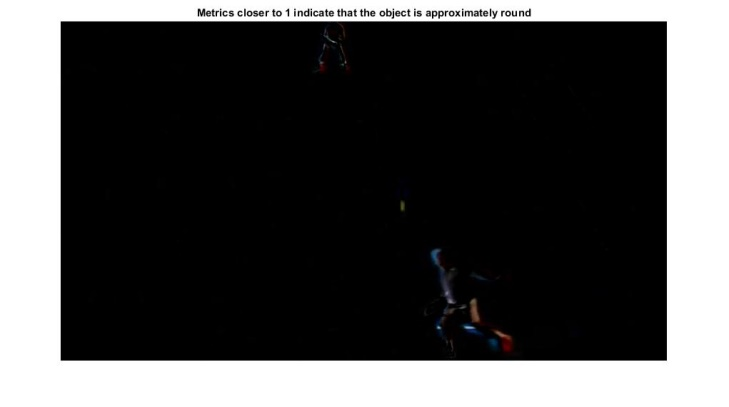 Metrics closer to 1 indicate that the object is approximately round